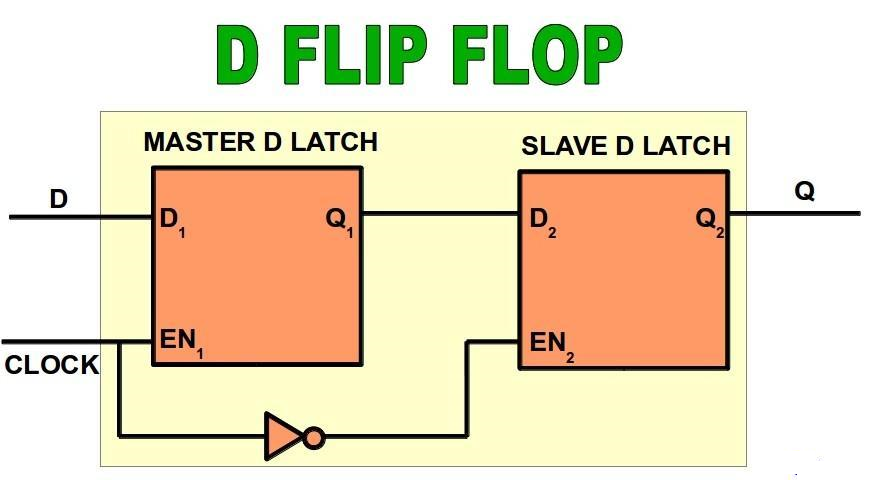 D FLIP FLOP
MASTER D LATCH
SLAVE D LATCH
D
D1
Q1
D2
Q2
Q
CLOCK
EN1
EN2